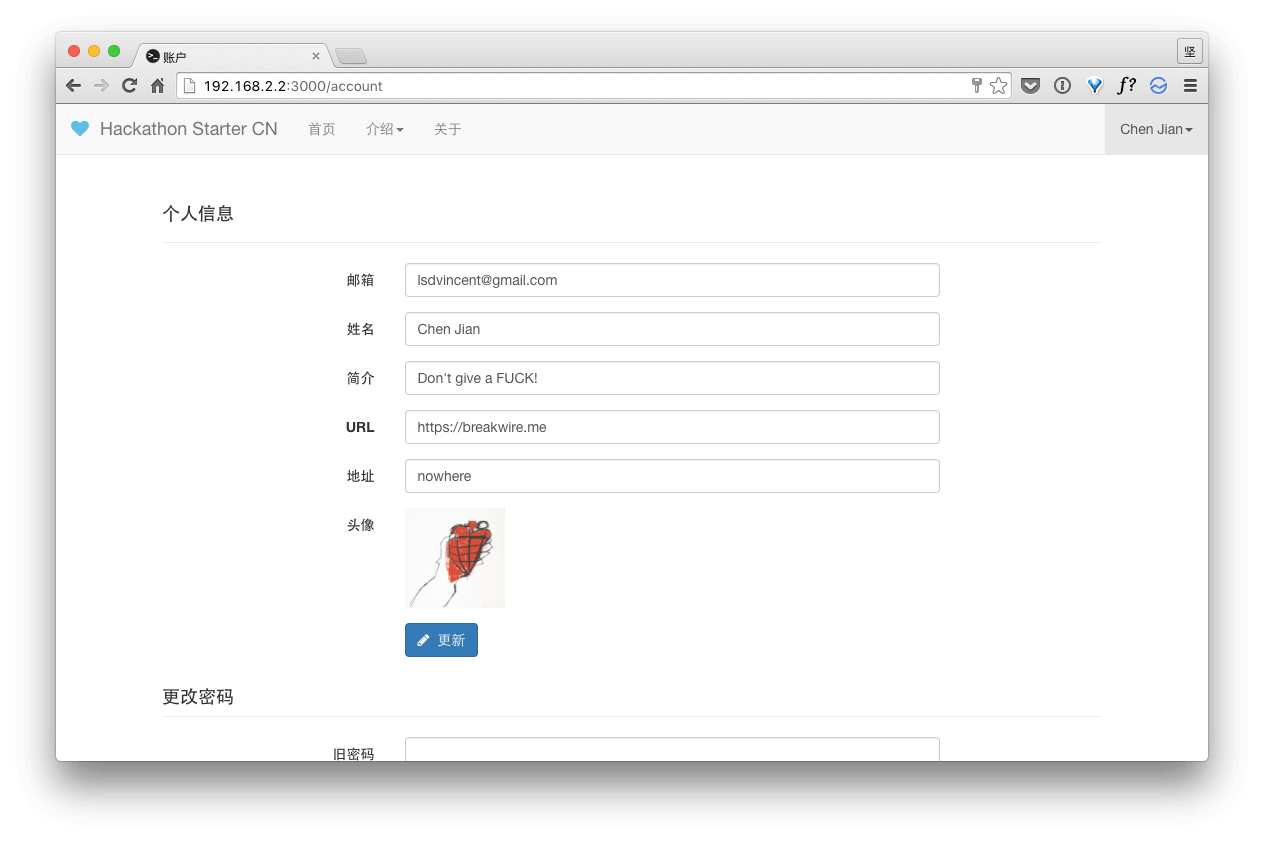 账户
坚
192.168.2.2:3000/account
f?
Hackathon Starter CN 首页 介绍 关于 Chen Jian
个人信息
邮箱 lsdvincent@gmail.com
姓名 Chen Jian
简介 Don't give a FUCK!
URL https://breakwire.me
地址 nowhere
头像
更新
更改密码
旧密码